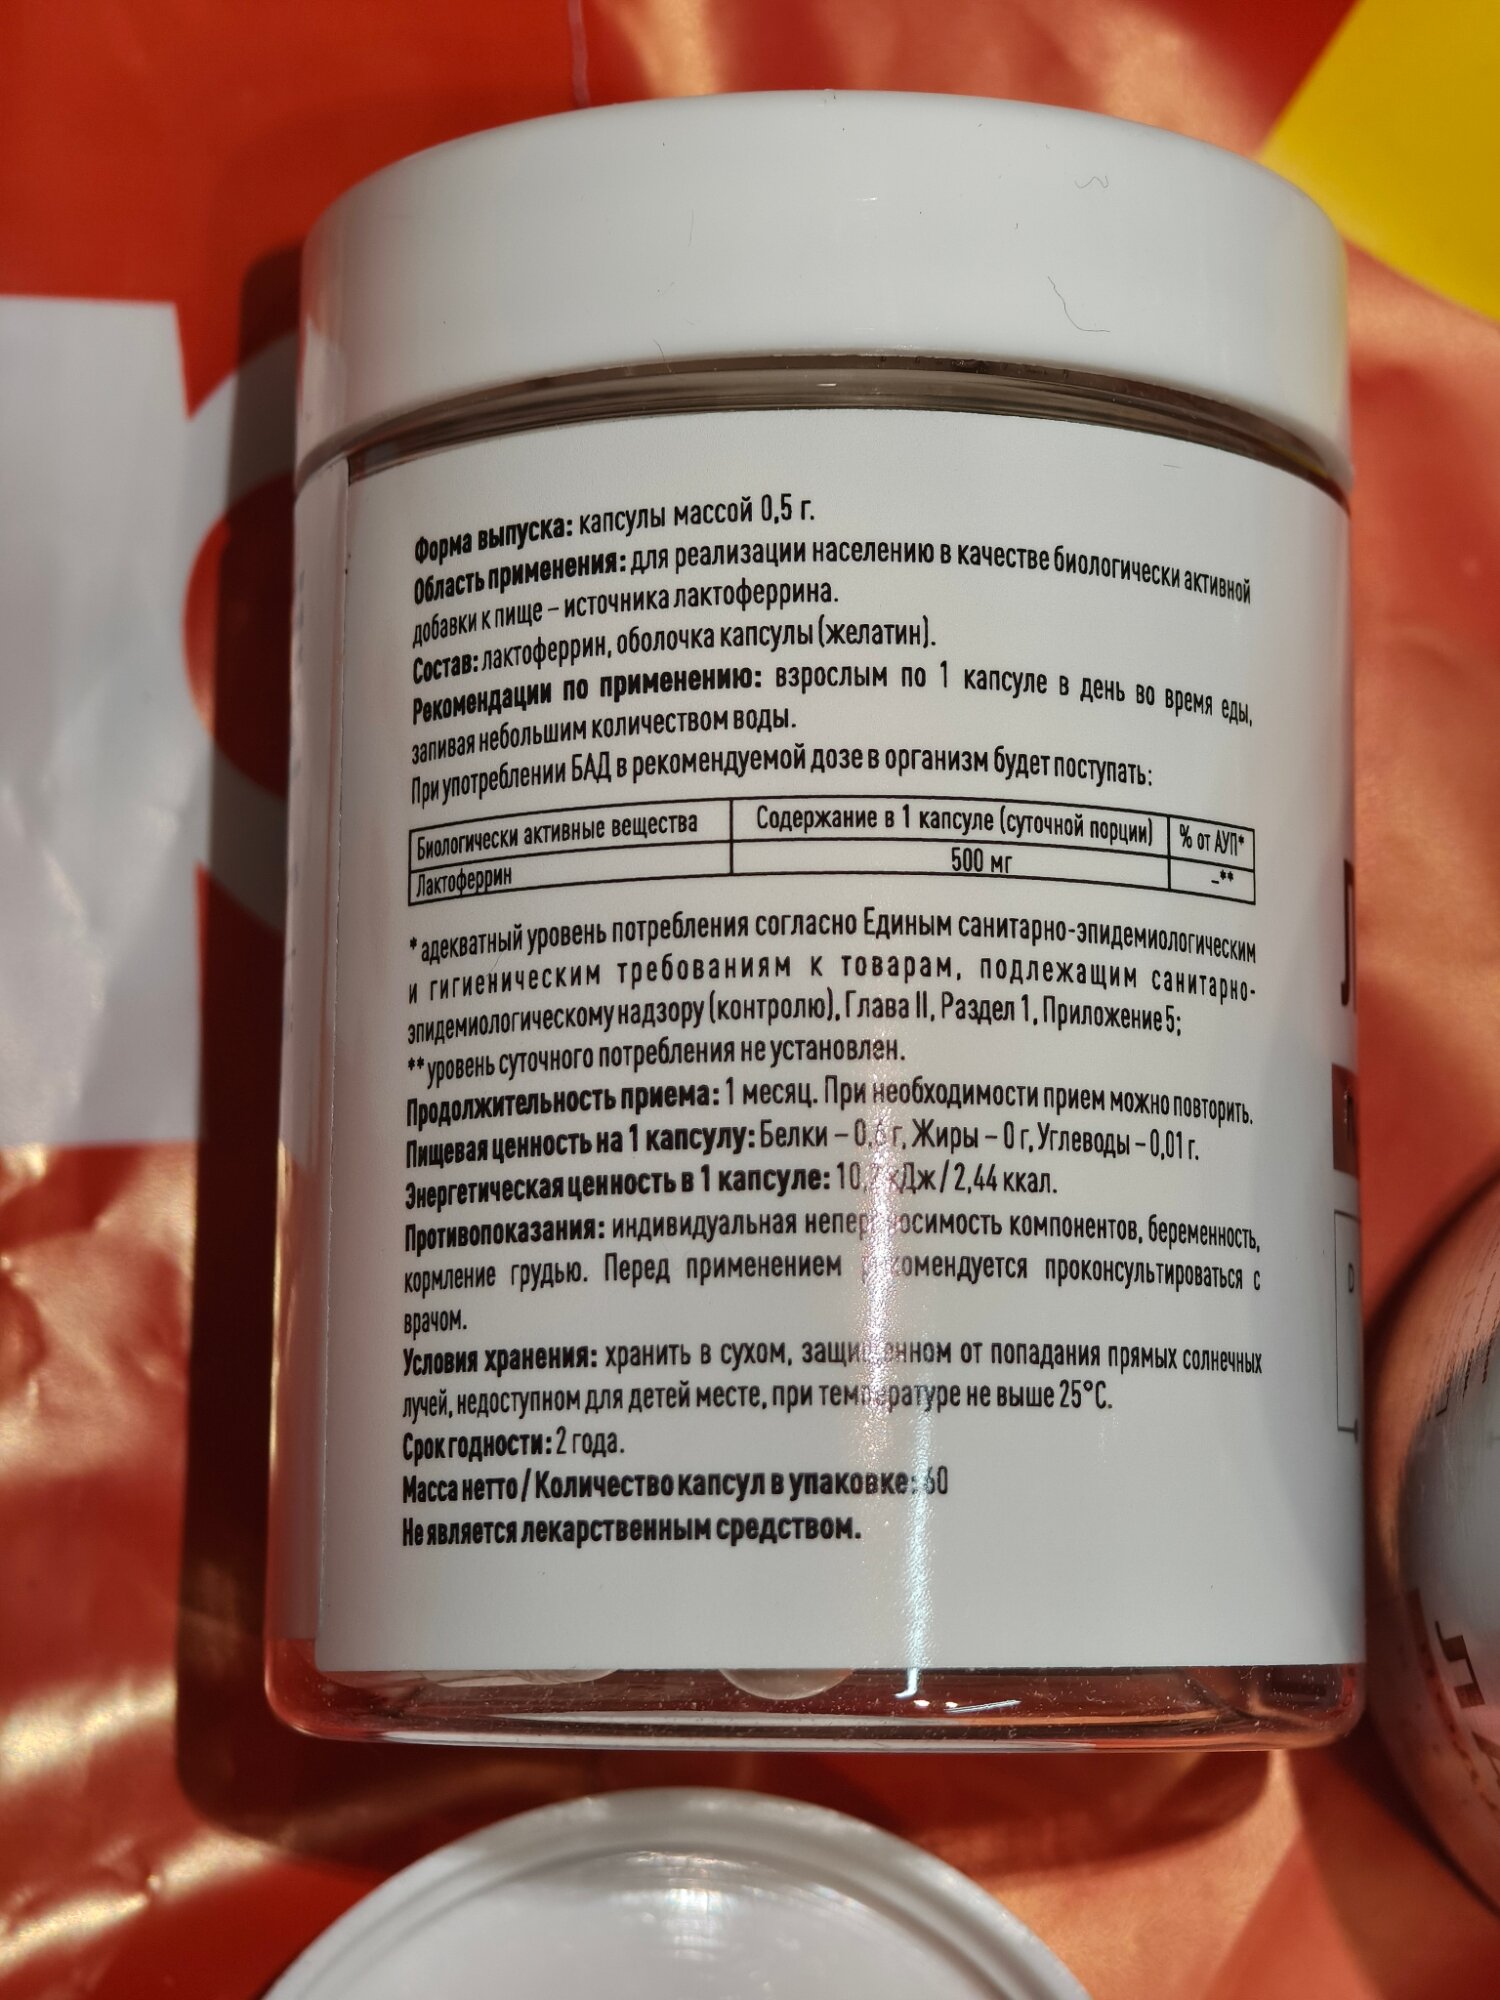 Форма выпуска: капсулы массой 0,5 г.
Область применения: для реализации населению в качестве биологически активной
добавки к пище – источника лактоферрина.
Состав: лактоферрин, оболочка капсулы (желатин).
Рекомендации по применению: взрослым по 1 капсуле в день во время еды,
запивая небольшим количеством воды.
При употреблении БАД в рекомендуемой дозе в организм будет поступать:
Биологически активные вещества Содержание в 1 капсуле (суточной порции) % от АУП*
Лактоферрин 500 мг –**
* адекватный уровень потребления согласно Единым санитарно-эпидемиологическим
и гигиеническим требованиям к товарам, подлежащим санитарно-
эпидемиологическому надзору (контролю), Глава II, Раздел 1, Приложение 5;
** уровень суточного потребления не установлен.
Продолжительность приема: 1 месяц. При необходимости прием можно повторить.
Пищевая ценность на 1 капсулу: Белки – 0,6 г, Жиры – 0 г, Углеводы – 0,01 г.
Энергетическая ценность в 1 капсуле: кДж / 2,44 ккал.
Противопоказания: индивидуальная непереносимость компонентов, беременность,
кормление грудью. Перед применением рекомендуется проконсультироваться с
врачом.
Условия хранения: хранить в сухом, защищенном от попадания прямых солнечных
лучей, недоступном для детей месте, при температуре не выше 25°C.
Срок годности: 2 года.
Масса нетто / Количество капсул в упаковке: 60
Не является лекарственным средством.